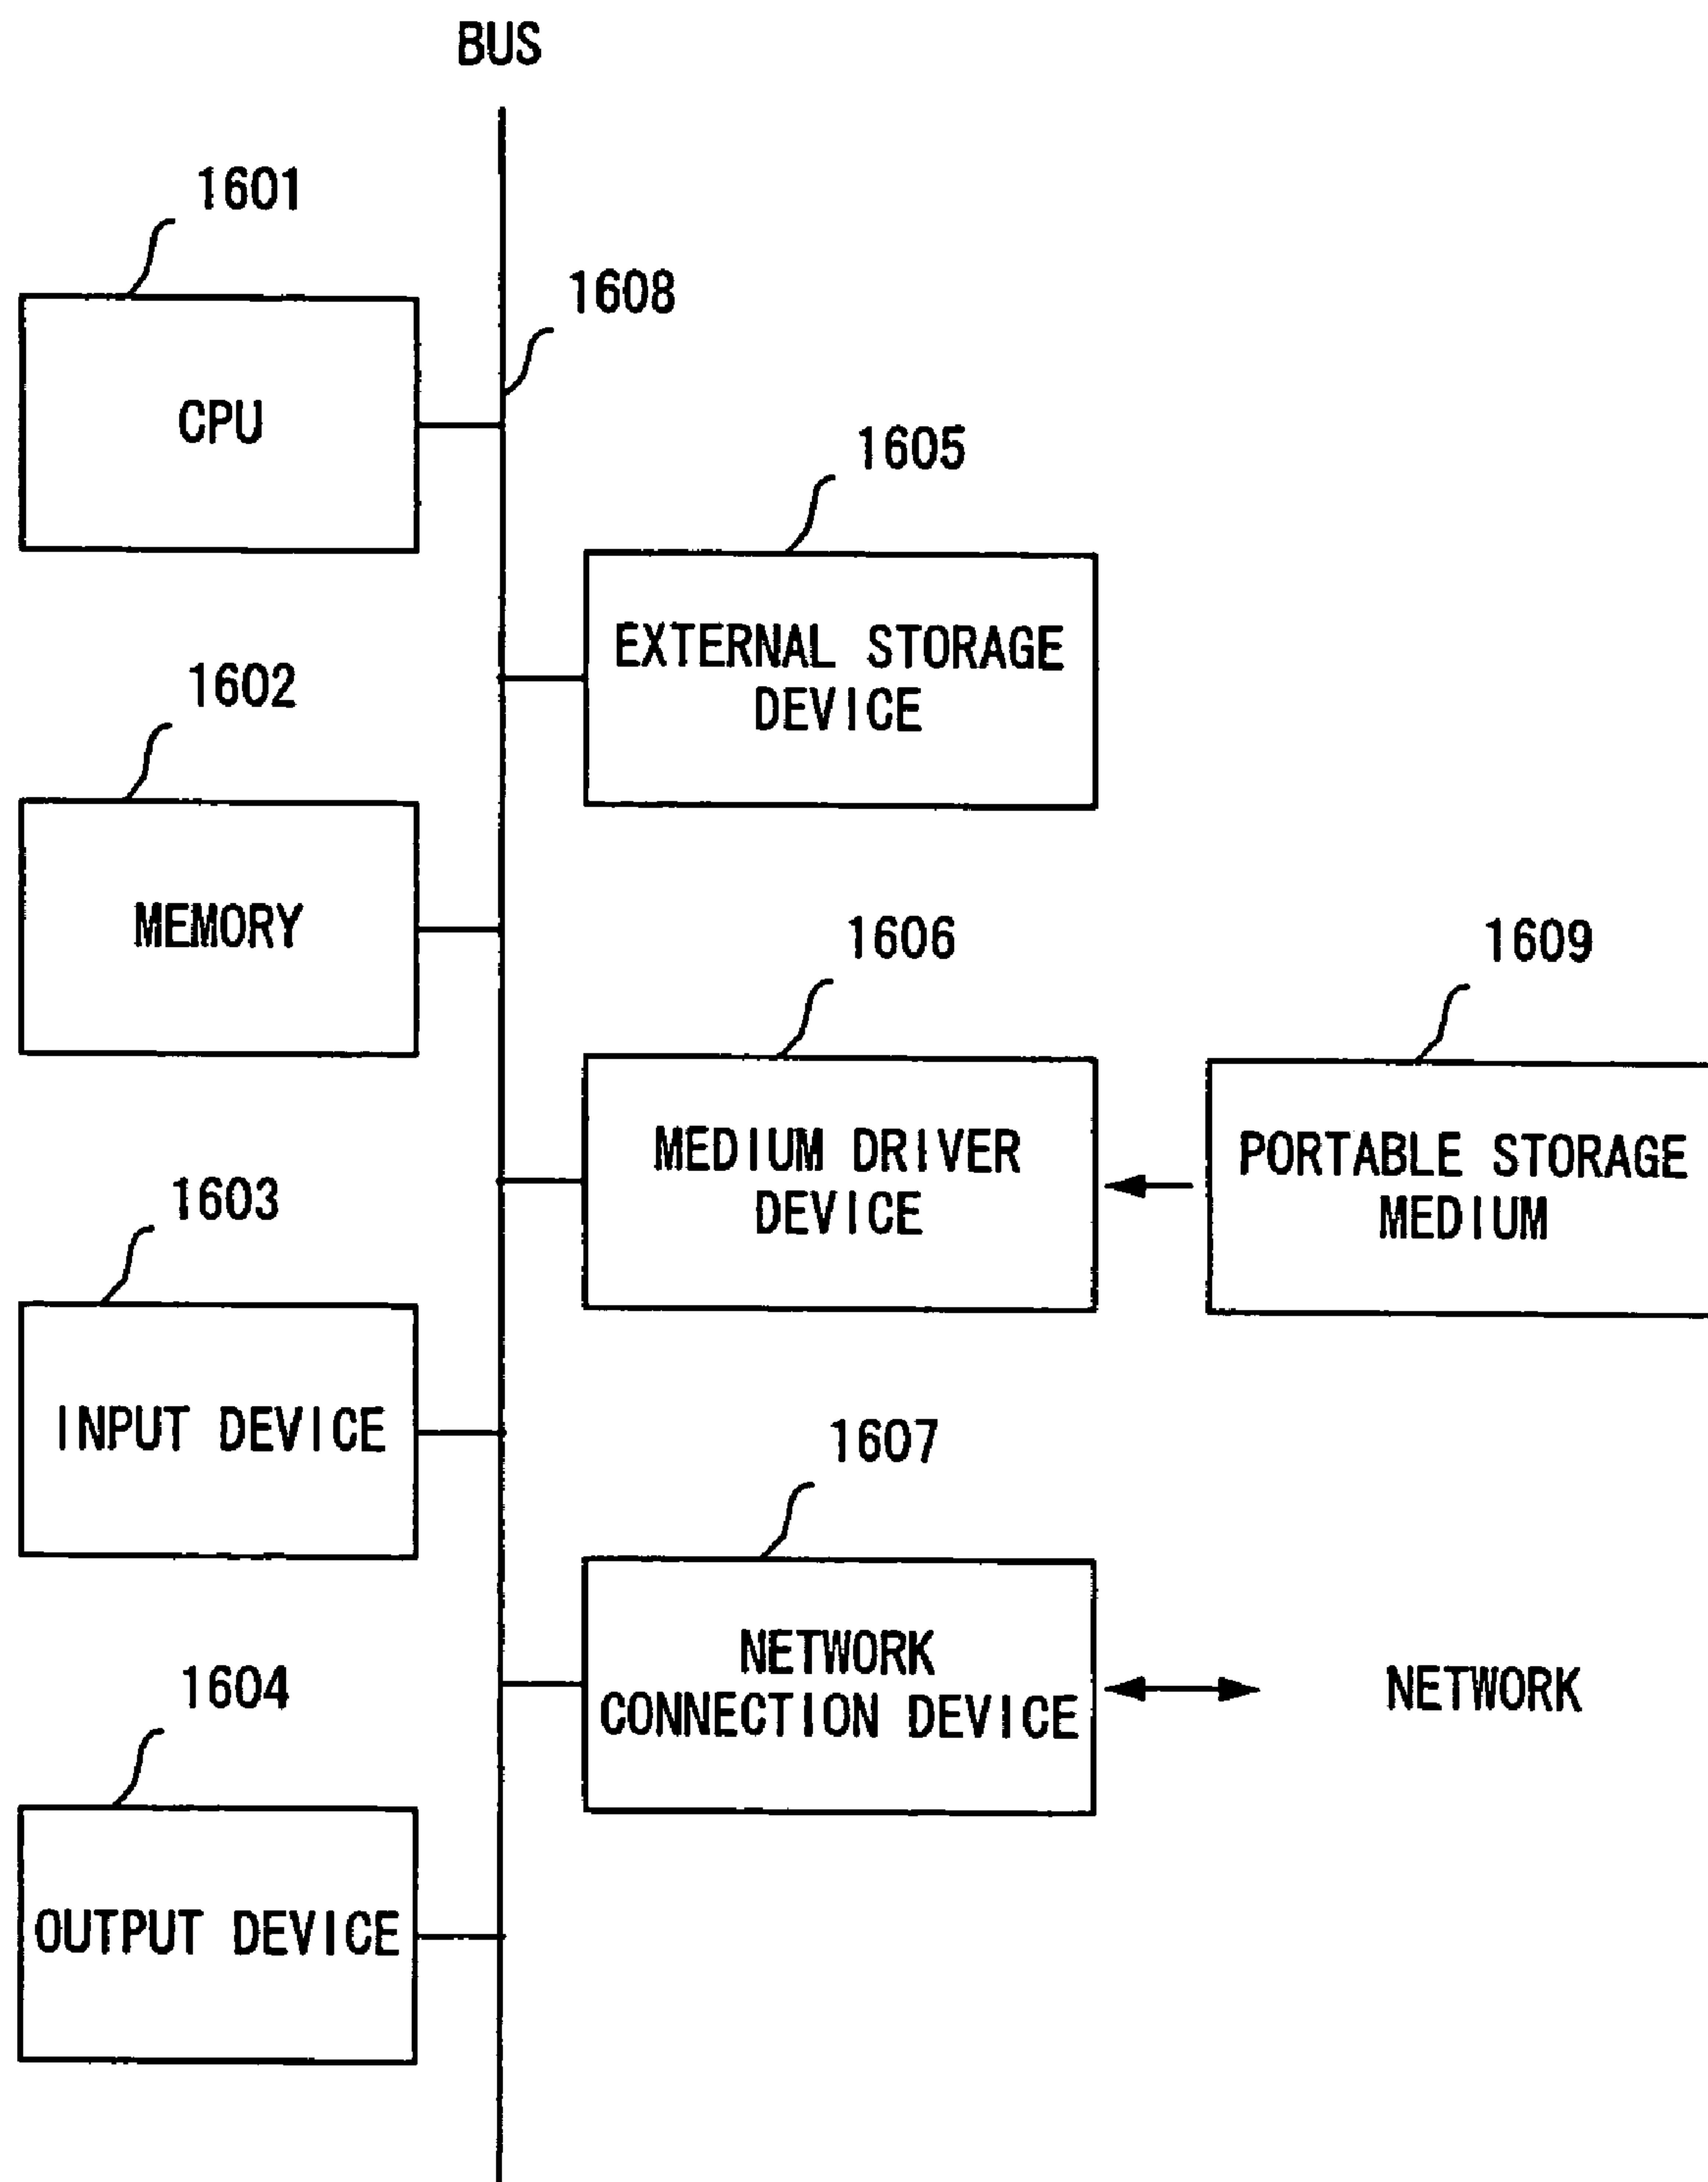 BUS
1601
1608
CPU
1605
EXTERNAL STORAGE
DEVICE
1602
MEMORY
1606
1609
MEDIUM DRIVER
DEVICE
PORTABLE STORAGE
MEDIUM
1603
INPUT DEVICE
1607
NETWORK
CONNECTION DEVICE
NETWORK
1604
OUTPUT DEVICE